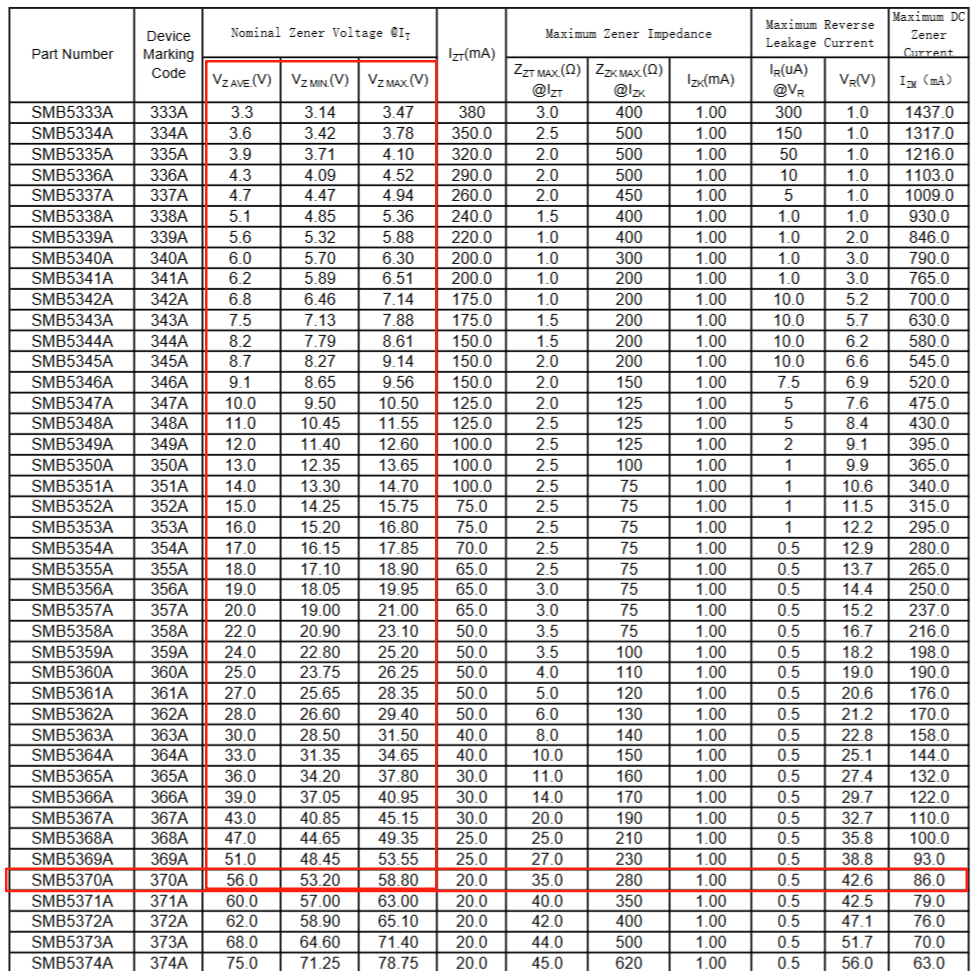 Part Number Device Marking Code Nominal Zener Voltage @IT IZT(mA) Maximum Zener Impedance Maximum Reverse Leakage Current Maximum DC Zener Current
VZ AVE.(V) VZ MIN.(V) VZ MAX.(V) ZZT MAX.(Ω) @IZT ZZK MAX.(Ω) @IZK IZK(mA) IR(uA) @VR VR(V) IZM (mA)
SMB5333A 333A 3.3 3.14 3.47 380 3.0 400 1.00 300 1.0 1437.0
SMB5334A 334A 3.6 3.42 3.78 350.0 2.5 500 1.00 150 1.0 1317.0
SMB5335A 335A 3.9 3.71 4.10 320.0 2.0 500 1.00 50 1.0 1216.0
SMB5336A 336A 4.3 4.09 4.52 290.0 2.0 500 1.00 10 1.0 1103.0
SMB5337A 337A 4.7 4.47 4.94 260.0 2.0 450 1.00 5 1.0 1009.0
SMB5338A 338A 5.1 4.85 5.36 240.0 1.5 400 1.00 1.0 1.0 930.0
SMB5339A 339A 5.6 5.32 5.88 220.0 1.0 400 1.00 1.0 2.0 846.0
SMB5340A 340A 6.0 5.70 6.30 200.0 1.0 300 1.00 1.0 3.0 790.0
SMB5341A 341A 6.2 5.89 6.51 200.0 1.0 200 1.00 1.0 3.0 765.0
SMB5342A 342A 6.8 6.46 7.14 175.0 1.0 200 1.00 10.0 5.2 700.0
SMB5343A 343A 7.5 7.13 7.88 175.0 1.5 200 1.00 10.0 5.7 630.0
SMB5344A 344A 8.2 7.79 8.61 150.0 1.5 200 1.00 10.0 6.2 580.0
SMB5345A 345A 8.7 8.27 9.14 150.0 2.0 200 1.00 10.0 6.6 545.0
SMB5346A 346A 9.1 8.65 9.56 150.0 2.0 150 1.00 7.5 6.9 520.0
SMB5347A 347A 10.0 9.50 10.50 125.0 2.0 125 1.00 5 7.6 475.0
SMB5348A 348A 11.0 10.45 11.55 125.0 2.5 125 1.00 5 8.4 430.0
SMB5349A 349A 12.0 11.40 12.60 100.0 2.5 125 1.00 2 9.1 395.0
SMB5350A 350A 13.0 12.35 13.65 100.0 2.5 100 1.00 1 9.9 365.0
SMB5351A 351A 14.0 13.30 14.70 100.0 2.5 75 1.00 1 10.6 340.0
SMB5352A 352A 15.0 14.25 15.75 75.0 2.5 75 1.00 1 11.5 315.0
SMB5353A 353A 16.0 15.20 16.80 75.0 2.5 75 1.00 1 12.2 295.0
SMB5354A 354A 17.0 16.15 17.85 70.0 2.5 75 1.00 0.5 12.9 280.0
SMB5355A 355A 18.0 17.10 18.90 65.0 2.5 75 1.00 0.5 13.7 265.0
SMB5356A 356A 19.0 18.05 19.95 65.0 3.0 75 1.00 0.5 14.4 250.0
SMB5357A 357A 20.0 19.00 21.00 65.0 3.0 75 1.00 0.5 15.2 237.0
SMB5358A 358A 22.0 20.90 23.10 50.0 3.5 75 1.00 0.5 16.7 216.0
SMB5359A 359A 24.0 22.80 25.20 50.0 3.5 100 1.00 0.5 18.2 198.0
SMB5360A 360A 25.0 23.75 26.25 50.0 4.0 110 1.00 0.5 19.0 190.0
SMB5361A 361A 27.0 25.65 28.35 50.0 5.0 120 1.00 0.5 20.6 176.0
SMB5362A 362A 28.0 26.60 29.40 50.0 6.0 130 1.00 0.5 21.2 170.0
SMB5363A 363A 30.0 28.50 31.50 40.0 8.0 140 1.00 0.5 22.8 158.0
SMB5364A 364A 33.0 31.35 34.65 40.0 10.0 150 1.00 0.5 25.1 144.0
SMB5365A 365A 36.0 34.20 37.80 30.0 11.0 160 1.00 0.5 27.4 132.0
SMB5366A 366A 39.0 37.05 40.95 30.0 14.0 170 1.00 0.5 29.7 122.0
SMB5367A 367A 43.0 40.85 45.15 30.0 20.0 190 1.00 0.5 32.7 110.0
SMB5368A 368A 47.0 44.65 49.35 25.0 25.0 210 1.00 0.5 35.8 100.0
SMB5369A 369A 51.0 48.45 53.55 25.0 27.0 230 1.00 0.5 38.8 93.0
SMB5370A 370A 56.0 53.20 58.80 20.0 35.0 280 1.00 0.5 42.6 86.0
SMB5371A 371A 60.0 57.00 63.00 20.0 40.0 350 1.00 0.5 42.5 79.0
SMB5372A 372A 62.0 58.90 65.10 20.0 42.0 400 1.00 0.5 47.1 76.0
SMB5373A 373A 68.0 64.60 71.40 20.0 44.0 500 1.00 0.5 51.7 70.0
SMB5374A 374A 75.0 71.25 78.75 20.0 45.0 620 1.00 0.5 56.0 63.0